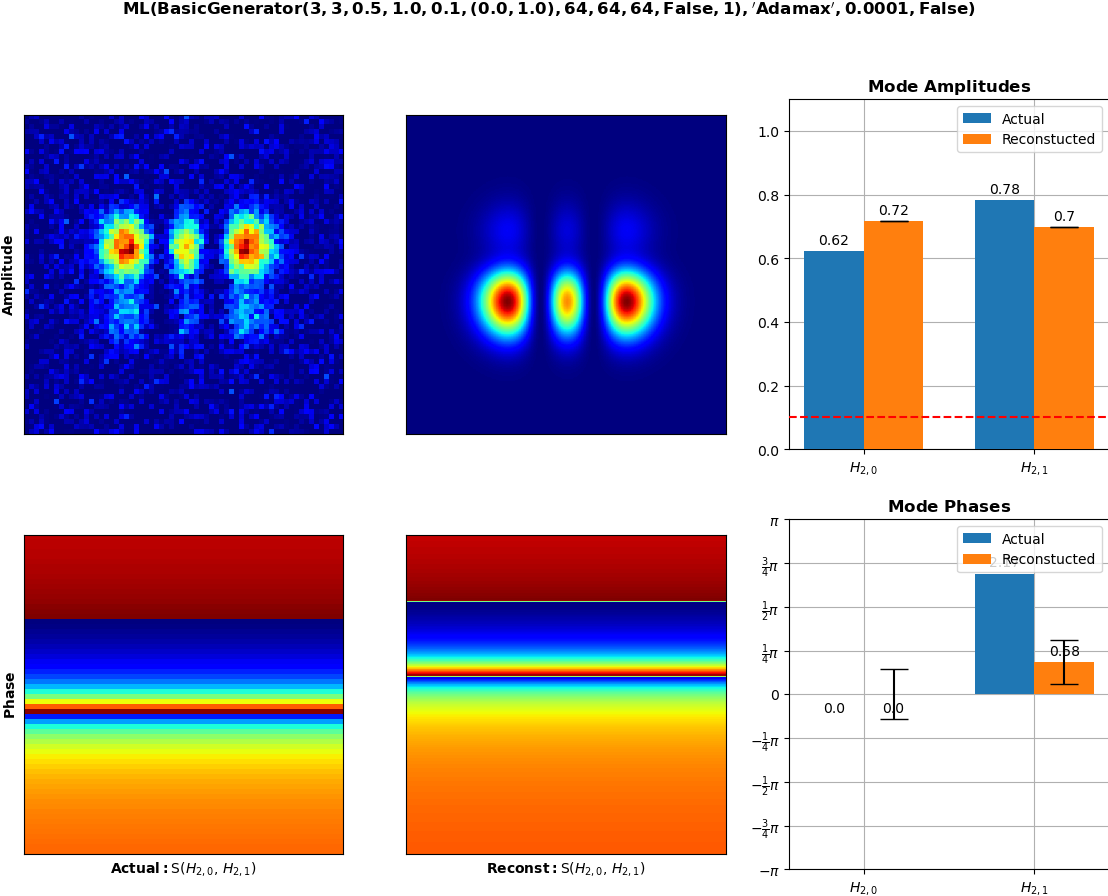 ML(BasicGenerator(3, 3, 0.5, 1.0, 0.1, (0.0, 1.0), 64, 64, 64, False, 1), 'Adamax', 0.0001, False)
Amplitude
Mode Amplitudes
Actual
Reconstucted
1.0
0.8
0.6
0.4
0.2
0.0
0.62
0.72
0.78
0.7
H2,0
H2,1
Phase
Actual: S(H2,0, H2,1)
Reconst: S(H2,0, H2,1)
Mode Phases
Actual
Reconstucted
π
3/4π
1/2π
1/4π
0
−1/4π
−1/2π
−3/4π
−π
0.0
0.0
0.58
H2,0
H2,1